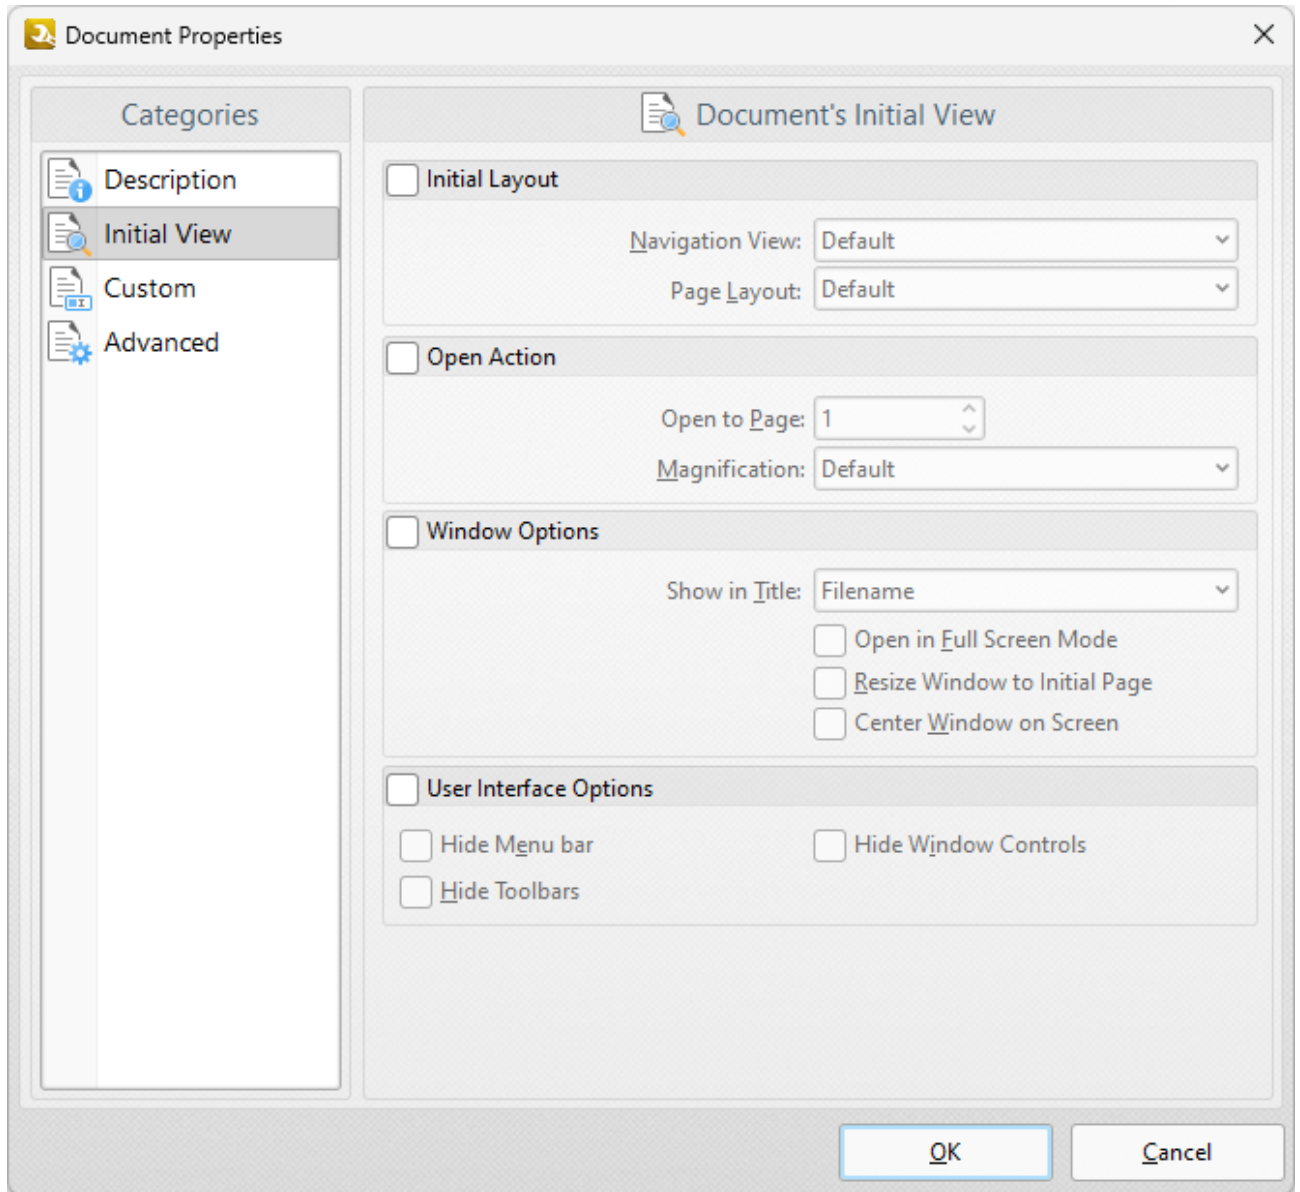 Document Properties
Categories
Description
Initial View
Custom
Advanced
Document's Initial View
Initial Layout
Navigation View: Default
Page Layout: Default
Open Action
Open to Page: 1
Magnification: Default
Window Options
Show in Title: Filename
Open in Full Screen Mode
Resize Window to Initial Page
Center Window on Screen
User Interface Options
Hide Menu bar Hide Window Controls
Hide Toolbars
OK Cancel